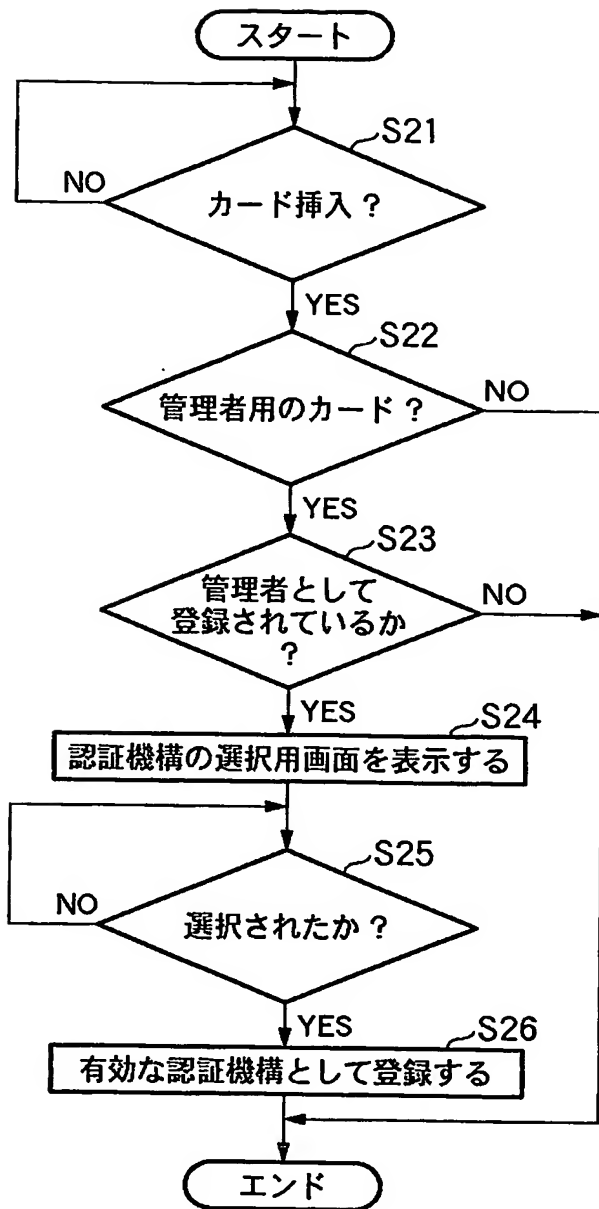 スタート
S21
NO
カード挿入？
YES
S22
NO
管理者用のカード？
YES
S23
NO
管理者として
登録されているか
？
YES
S24
認証機構の選択用画面を表示する
S25
NO
選択されたか？
YES
S26
有効な認証機構として登録する
エンド